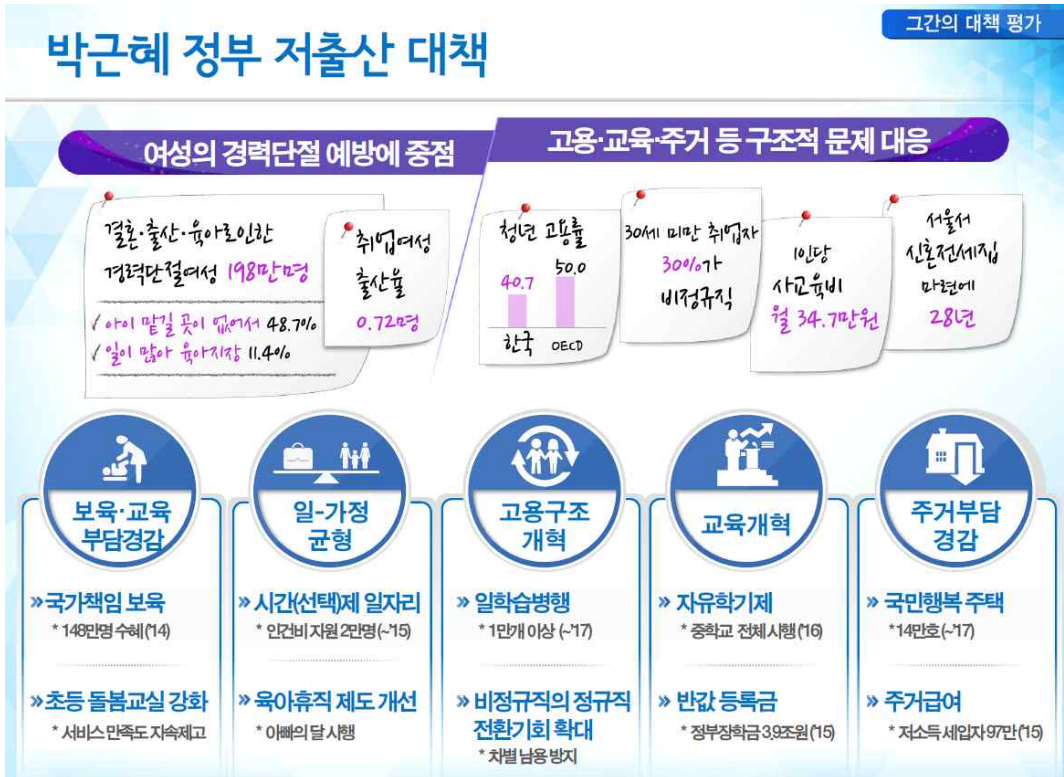 그간의 대책 평가
박근혜 정부 저출산 대책
여성의 경력단절 예방에 중점
고용·교육·주거 등 구조적 문제 대응
결혼·출산·육아로인한
경력단절여성 198만명
✓ 아이 맡길 곳이 없어서 48.7%
✓ 일이 많아 육아지장 11.4%
취업여성
출산율
0.72명
청년 고용률
40.7
50.0
한국
OECD
30세 미만 취업자
30%가
비정규직
1인당
사교육비
월 34.7만원
서울서
신혼전세집
마련에
28년
보육·교육
부담경감
» 국가책임 보육
* 148만명 수혜('14)
» 초등 돌봄교실 강화
* 서비스 만족도 지속제고
일-가정
균형
» 시간(선택)제 일자리
* 인건비 지원 2만명(~'15)
» 육아휴직 제도 개선
* 아빠의 달 시행
고용구조
개혁
» 일학습병행
* 1만개 이상 (~'17)
» 비정규직의 정규직
전환기회 확대
* 차별 남용 방지
교육개혁
» 자유학기제
* 중학교 전체 시행('16)
» 반값 등록금
* 정부장학금 3.9조원('15)
주거부담
경감
» 국민행복 주택
*14만호(~'17)
» 주거급여
* 저소득 세입자 97만('15)